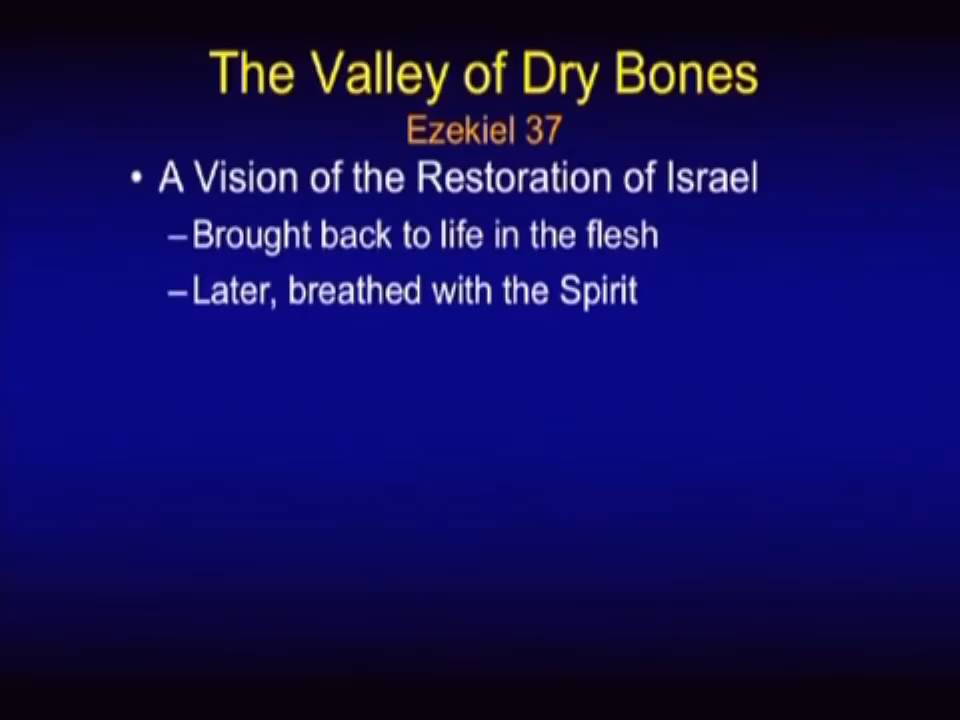 The Valley of Dry Bones
Ezekiel 37
• A Vision of the Restoration of Israel
–Brought back to life in the flesh
–Later, breathed with the Spirit